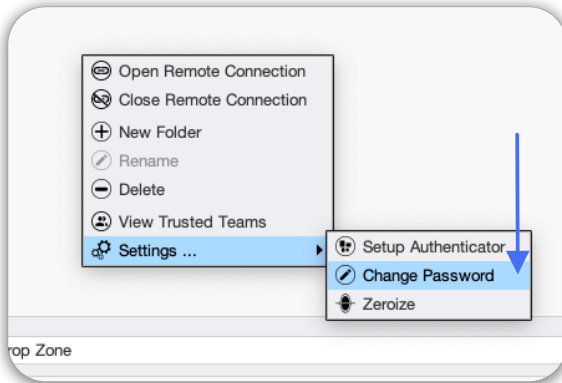 Open Remote Connection
Close Remote Connection
New Folder
Rename
Delete
View Trusted Teams
Settings ...
Setup Authenticator
Change Password
Zeroize
rop Zone